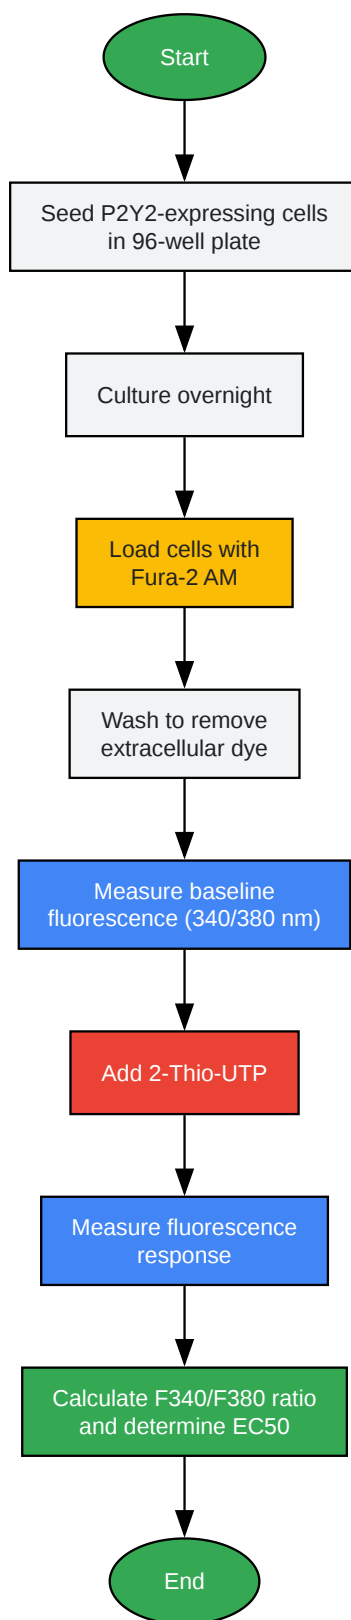 Start
Seed P2Y2-expressing cells
in 96-well plate
Culture overnight
Load cells with
Fura-2 AM
Wash to remove
extracellular dye
Measure baseline
fluorescence (340/380 nm)
Add 2-Thio-UTP
Measure fluorescence
response
Calculate F340/F380 ratio
and determine EC50
End